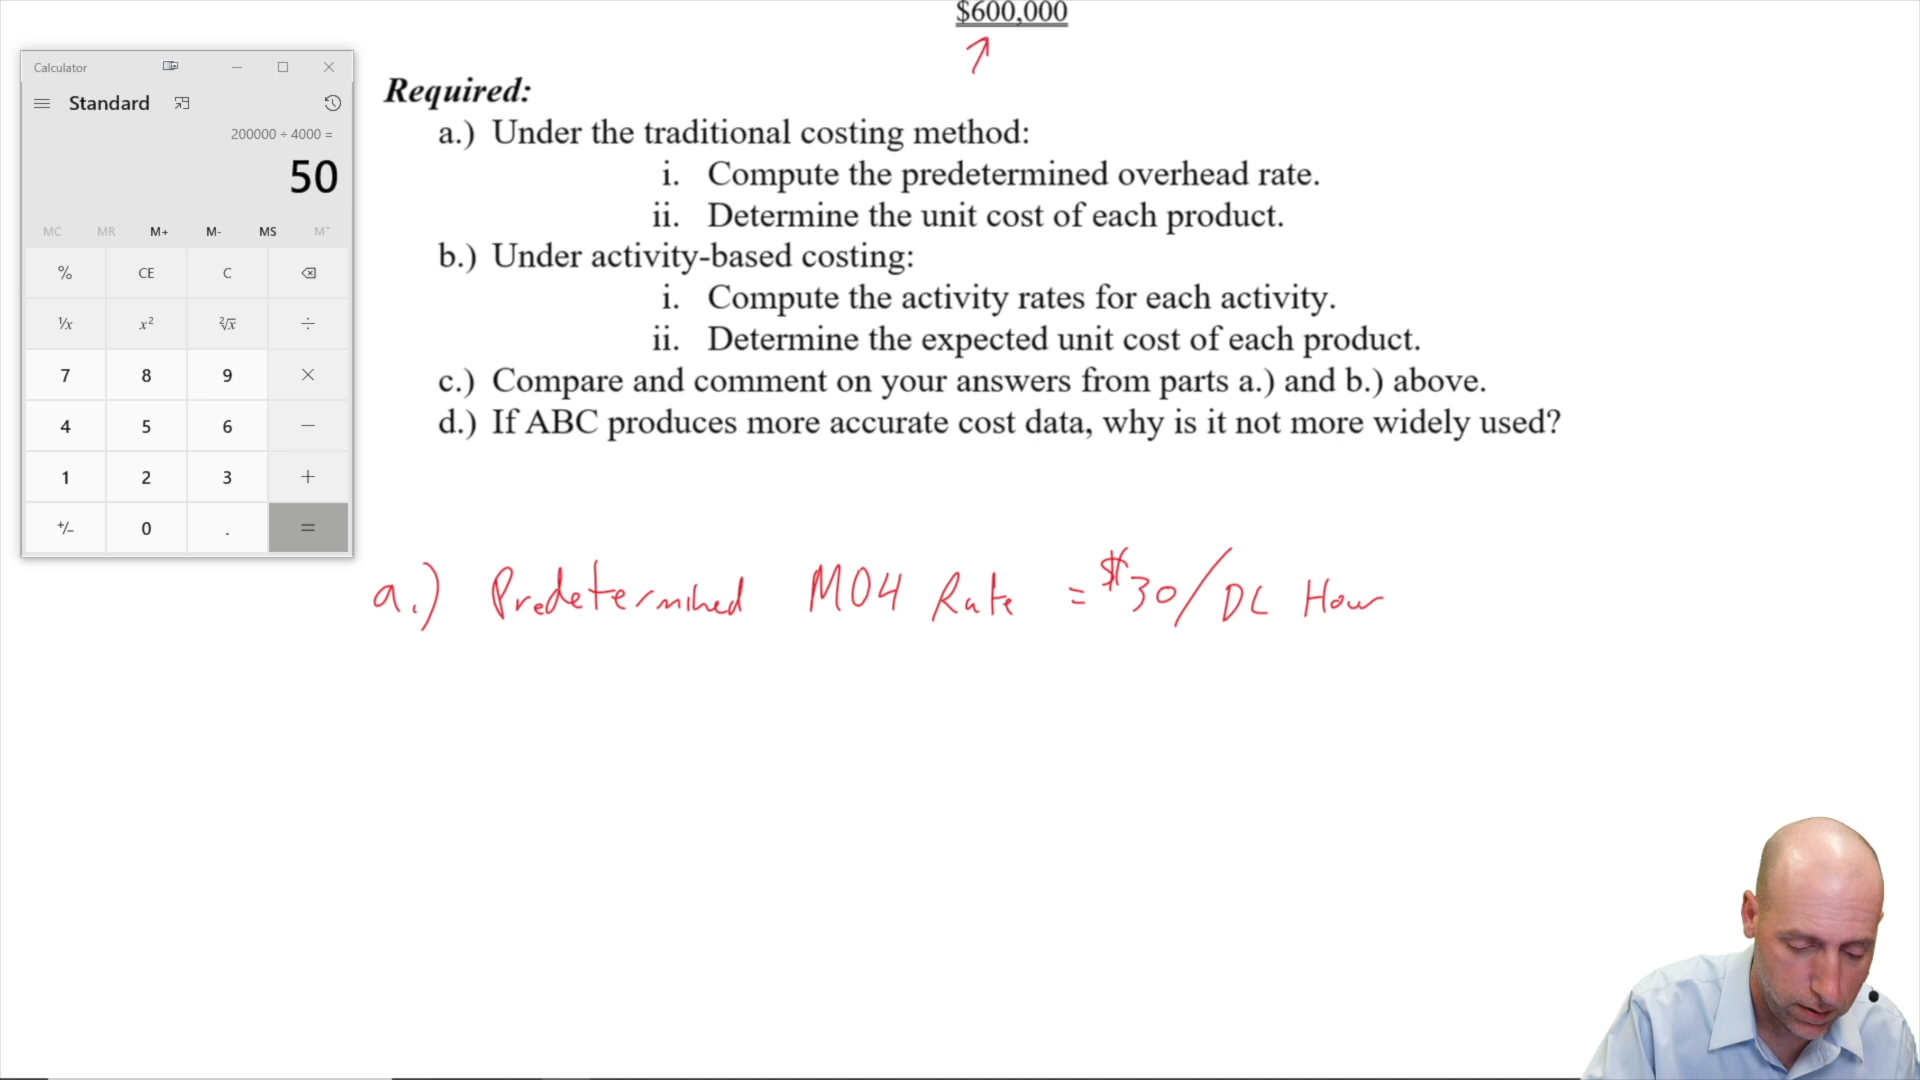 $600,000
Calculator
Standard
200000 ÷ 4000 =
50
MC MR M+ M- MS M˅
% CE C
¹/x x² ²√x ÷
7 8 9 ×
4 5 6 −
1 2 3 +
+/− 0 . =
Required:
a.) Under the traditional costing method:
i. Compute the predetermined overhead rate.
ii. Determine the unit cost of each product.
b.) Under activity-based costing:
i. Compute the activity rates for each activity.
ii. Determine the expected unit cost of each product.
c.) Compare and comment on your answers from parts a.) and b.) above.
d.) If ABC produces more accurate cost data, why is it not more widely used?
a.) Predetermined MOH Rate = $30/DL Hour